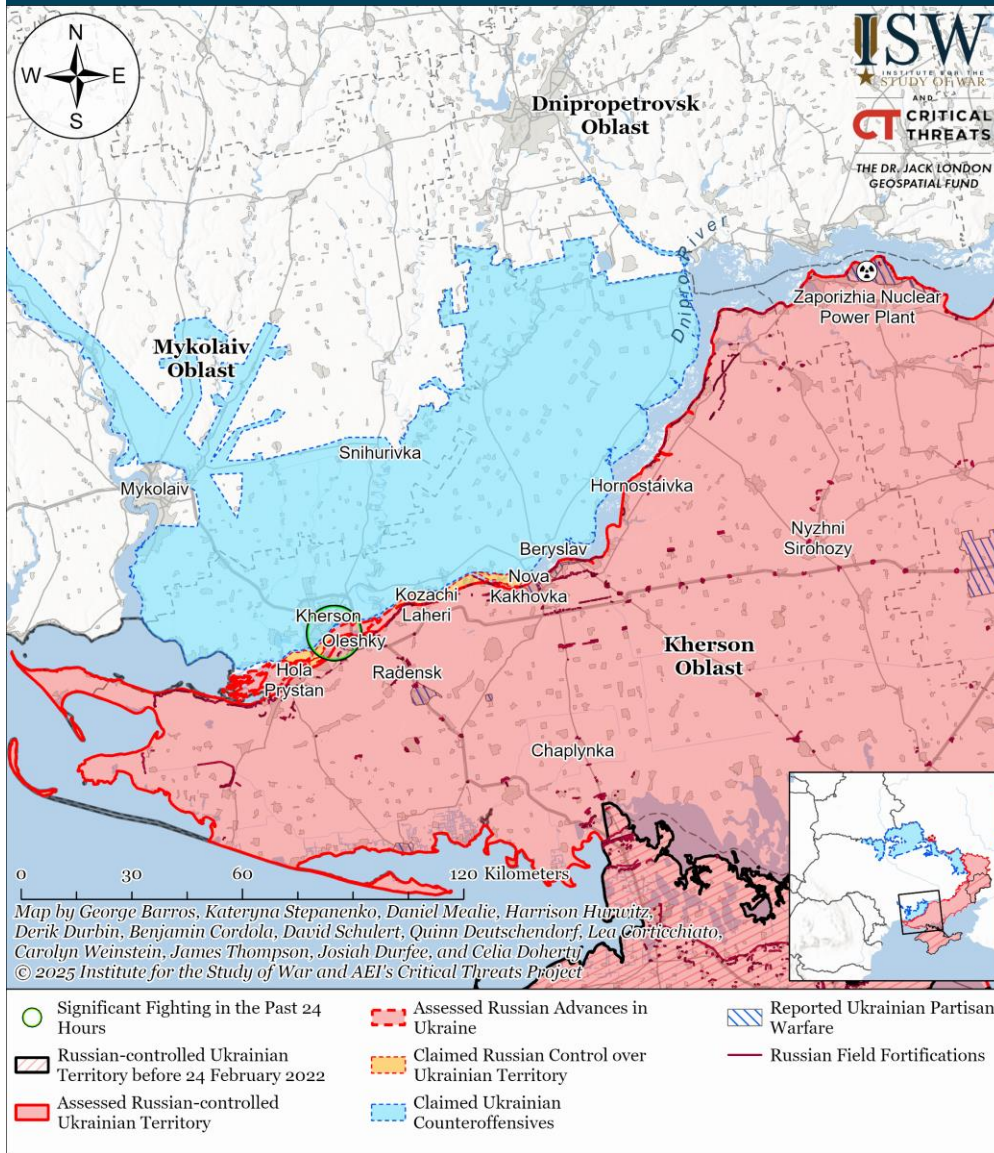 N
W E
S
ISW
INSTITUTE FOR THE
STUDY OF WAR
AND
CT CRITICAL
THREATS
THE DR. JACK LONDON
GEOSPATIAL FUND
Dnipropetrovsk
Oblast
Dnipro River
Zaporizhia Nuclear
Power Plant
Mykolaiv
Oblast
Snihurivka
Mykolaiv
Hornostaivka
Nyzhni
Sirohozy
Beryslav
Nova
Kakhovka
Kozachi
Laheri
Kherson
Oleshky
Kherson
Oblast
Hola
Prystan
Radensk
Chaplynka
0 30 60 120 Kilometers
Map by George Barros, Kateryna Stepanenko, Daniel Mealie, Harrison Hurwitz,
Derik Durbin, Benjamin Cordola, David Schulert, Quinn Deutschendorf, Lea Corticchiato,
Carolyn Weinstein, James Thompson, Josiah Durfee, and Celia Doherty
© 2025 Institute for the Study of War and AEI's Critical Threats Project
Significant Fighting in the Past 24
Hours
Russian-controlled Ukrainian
Territory before 24 February 2022
Assessed Russian-controlled
Ukrainian Territory
Assessed Russian Advances in
Ukraine
Claimed Russian Control over
Ukrainian Territory
Claimed Ukrainian
Counteroffensives
Reported Ukrainian Partisan
Warfare
Russian Field Fortifications